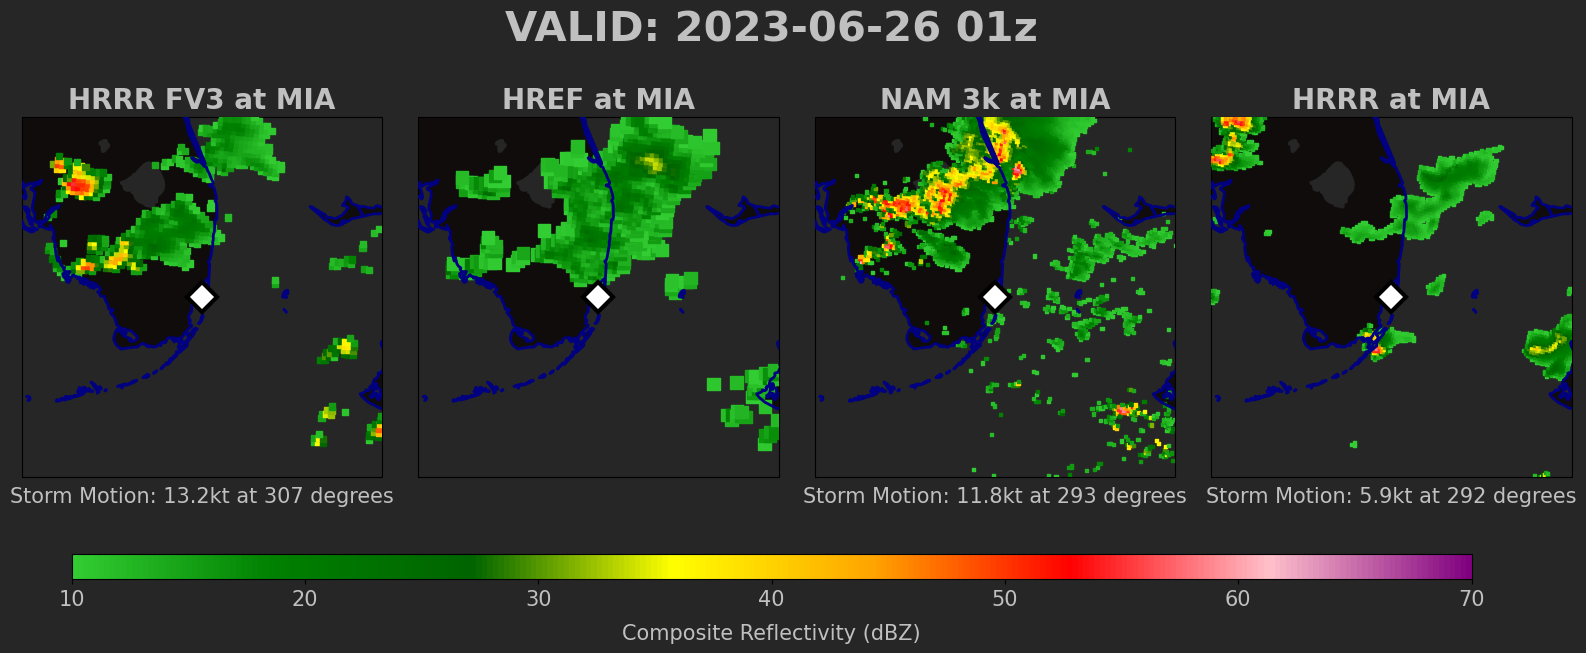 VALID: 2023-06-26 01z
HRRR FV3 at MIA
HREF at MIA
NAM 3k at MIA
HRRR at MIA
Storm Motion: 13.2kt at 307 degrees
Storm Motion: 11.8kt at 293 degrees
Storm Motion: 5.9kt at 292 degrees
10 20 30 40 50 60 70
Composite Reflectivity (dBZ)